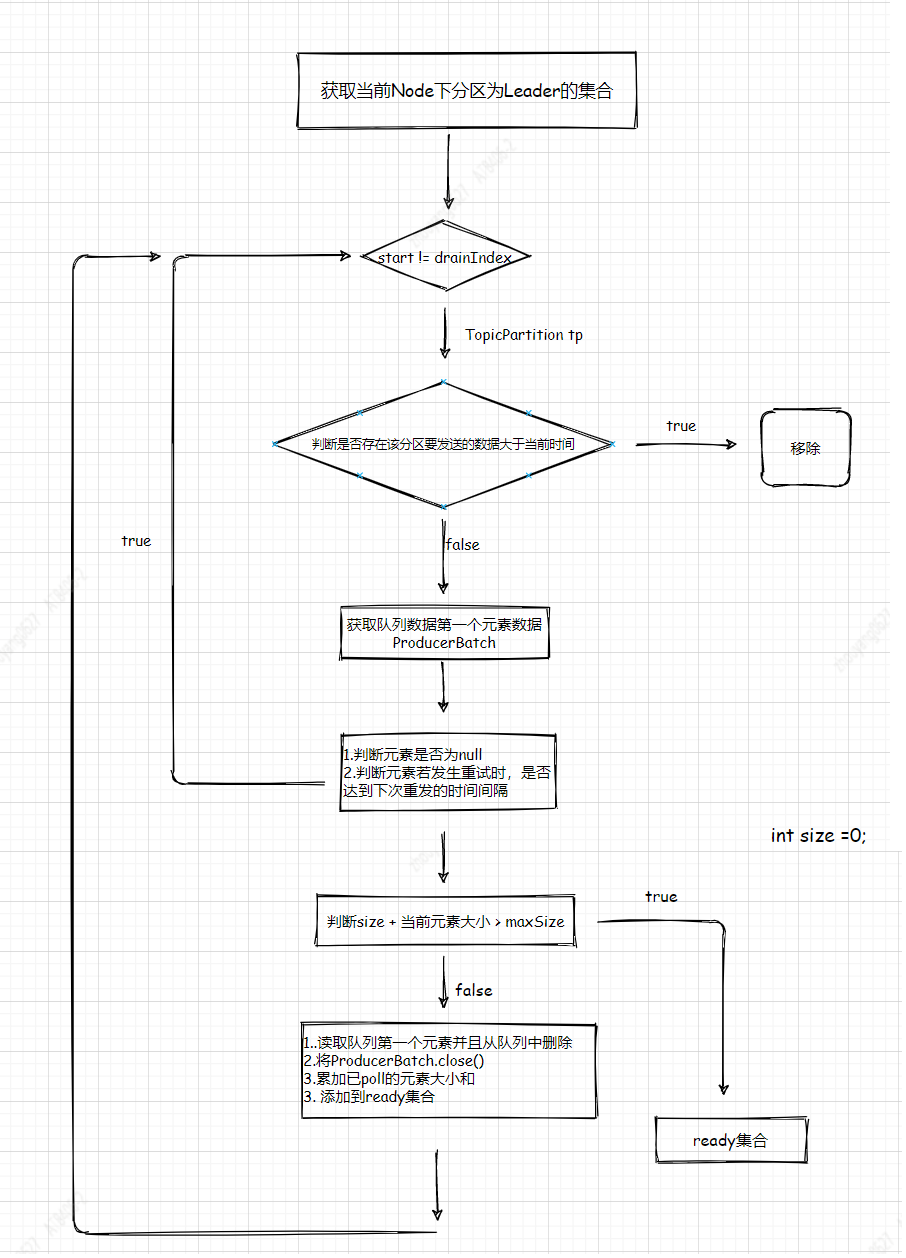 获取当前Node下分区为Leader的集合
start != drainIndex
TopicPartition tp
判断是否存在该分区要发送的数据大于当前时间
true
移除
true
false
获取队列数据第一个元素数据
ProducerBatch
1.判断元素是否为null
2.判断元素若发生重试时，是否
达到下次重发的时间间隔
int size =0;
判断size + 当前元素大小 > maxSize
true
false
1..读取队列第一个元素并且从队列中删除
2.将ProducerBatch.close()
3.累加已poll的元素大小和
3. 添加到ready集合
ready集合